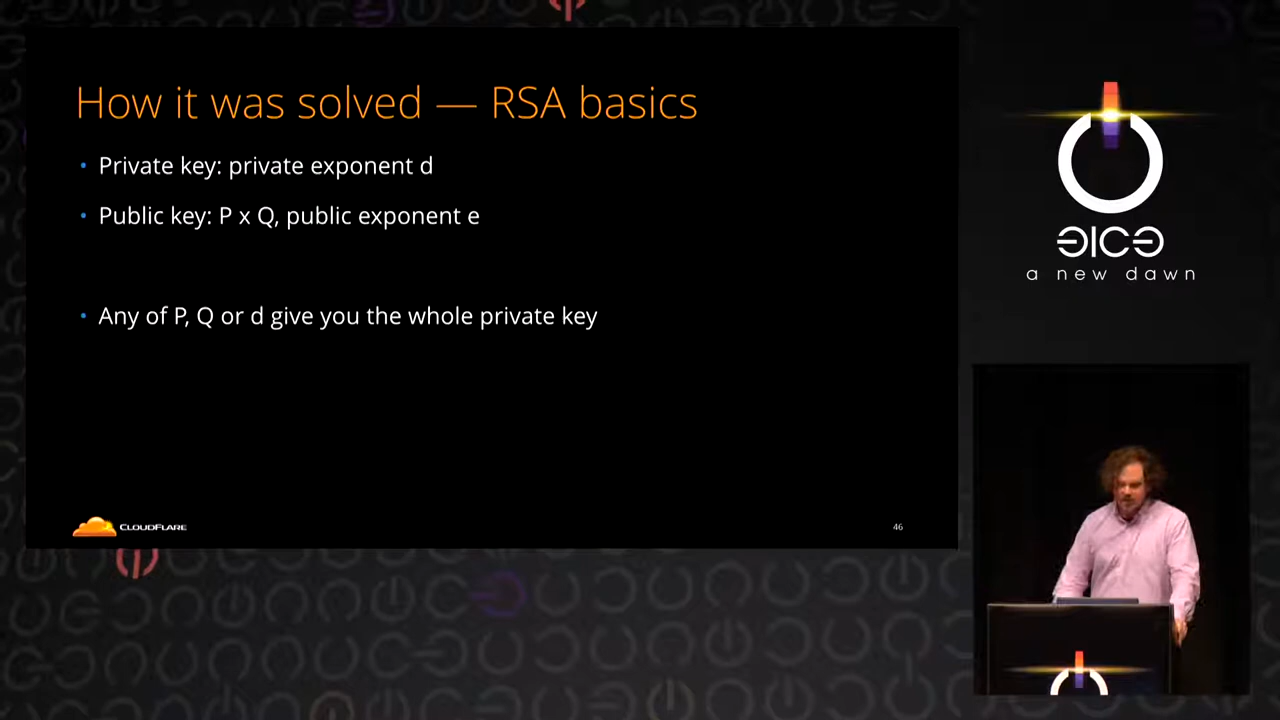 How it was solved — RSA basics
• Private key: private exponent d
• Public key: P x Q, public exponent e
• Any of P, Q or d give you the whole private key
CLOUDFLARE
46
a new dawn